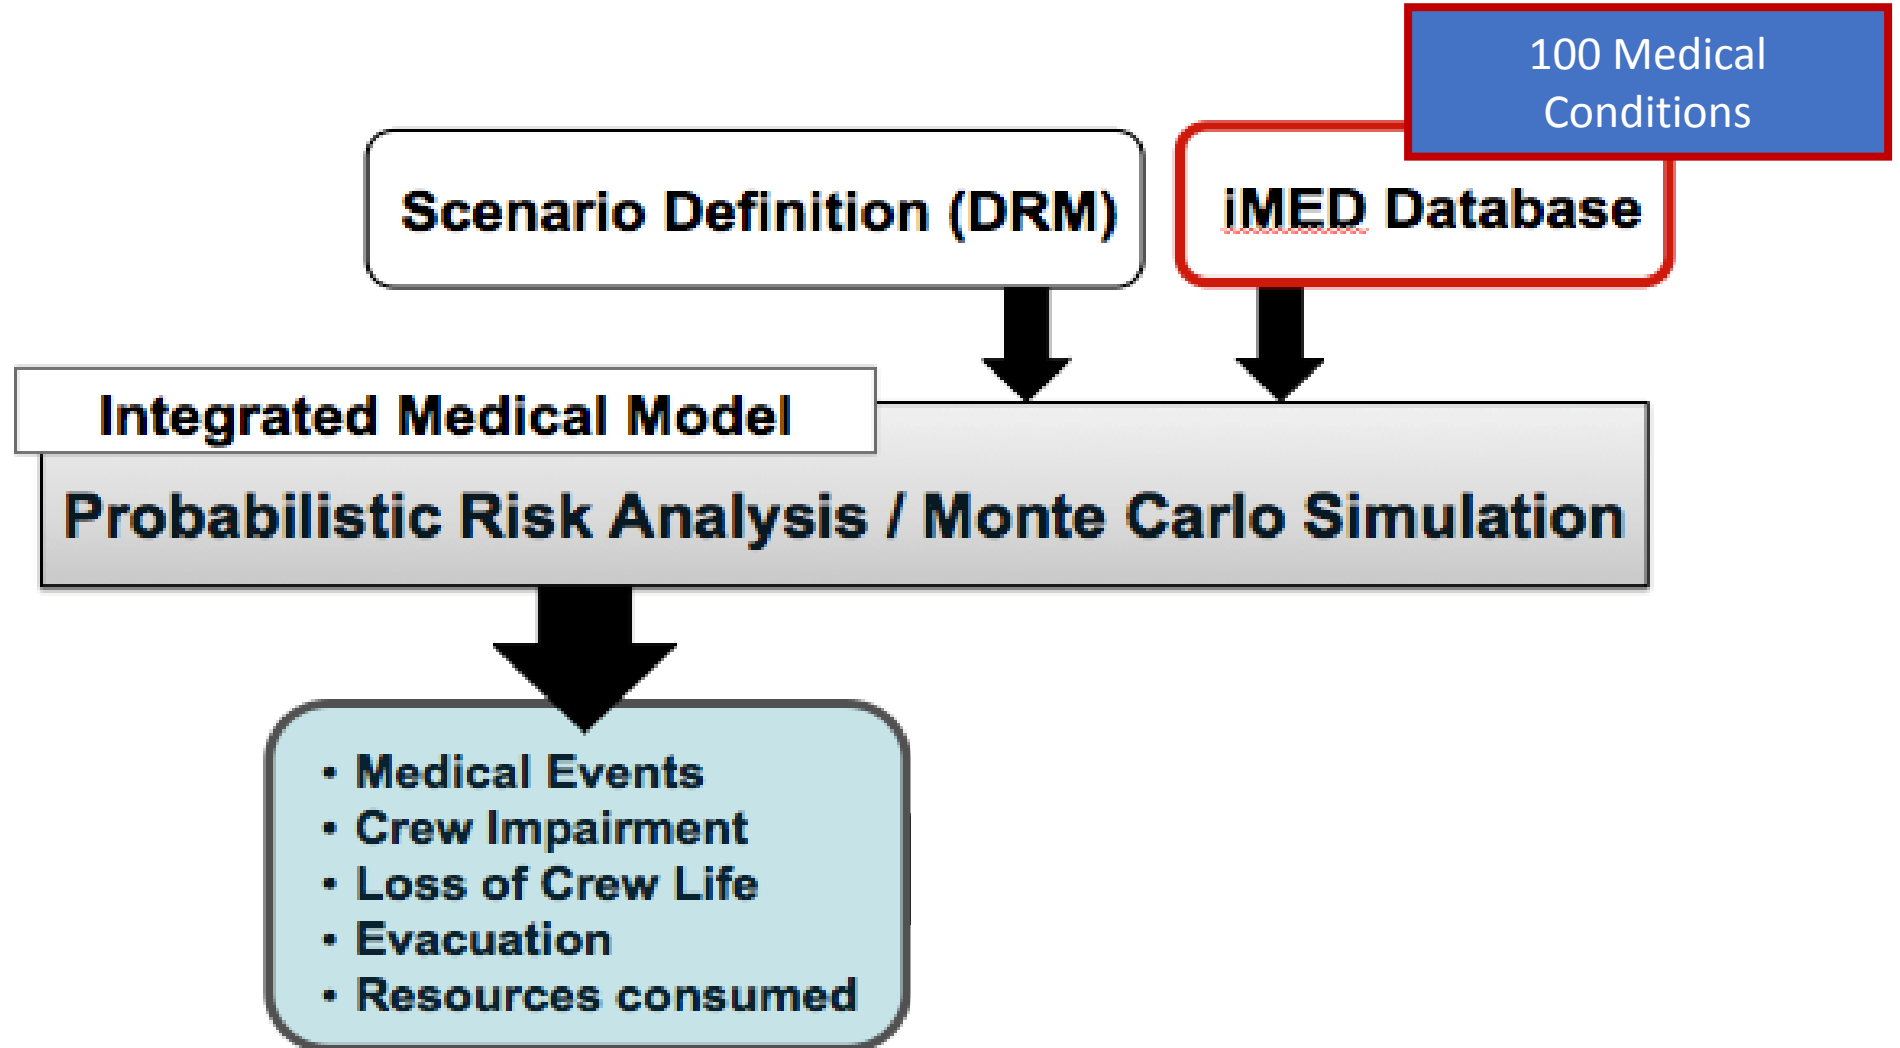 100 Medical
Conditions
Scenario Definition (DRM)
iMED Database
Integrated Medical Model
Probabilistic Risk Analysis / Monte Carlo Simulation
• Medical Events
• Crew Impairment
• Loss of Crew Life
• Evacuation
• Resources consumed